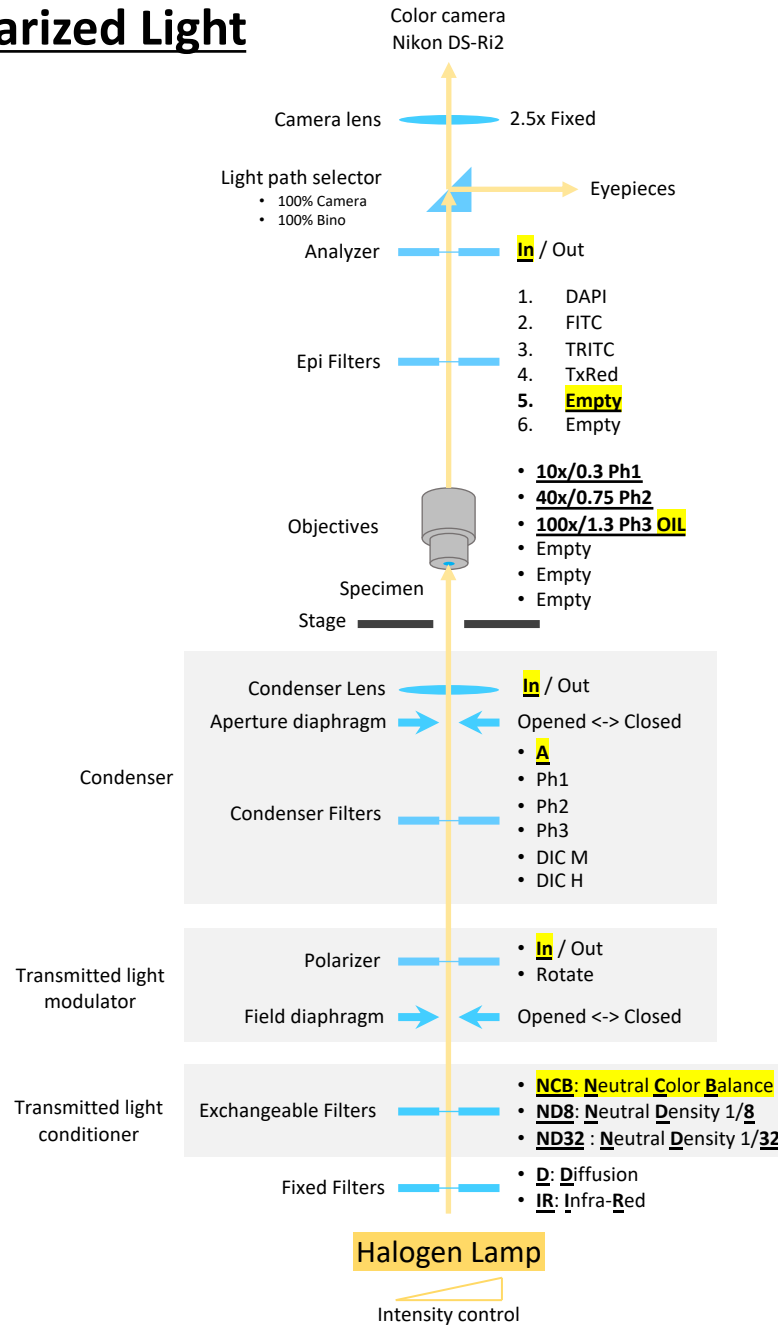 arized Light
Color camera
Nikon DS-Ri2
Camera lens
2.5x Fixed
Light path selector
• 100% Camera
• 100% Bino
Eyepieces
Analyzer
In / Out
Epi Filters
1. DAPI
2. FITC
3. TRITC
4. TxRed
5. Empty
6. Empty
Objectives
• 10x/0.3 Ph1
• 40x/0.75 Ph2
• 100x/1.3 Ph3 OIL
• Empty
• Empty
• Empty
Specimen
Stage
Condenser
Condenser Lens
In / Out
Aperture diaphragm
Opened <-> Closed
Condenser Filters
• A
• Ph1
• Ph2
• Ph3
• DIC M
• DIC H
Transmitted light
modulator
Polarizer
• In / Out
• Rotate
Field diaphragm
Opened <-> Closed
Transmitted light
conditioner
Exchangeable Filters
• NCB: Neutral Color Balance
• ND8: Neutral Density 1/8
• ND32 : Neutral Density 1/32
Fixed Filters
• D: Diffusion
• IR: Infra-Red
Halogen Lamp
Intensity control